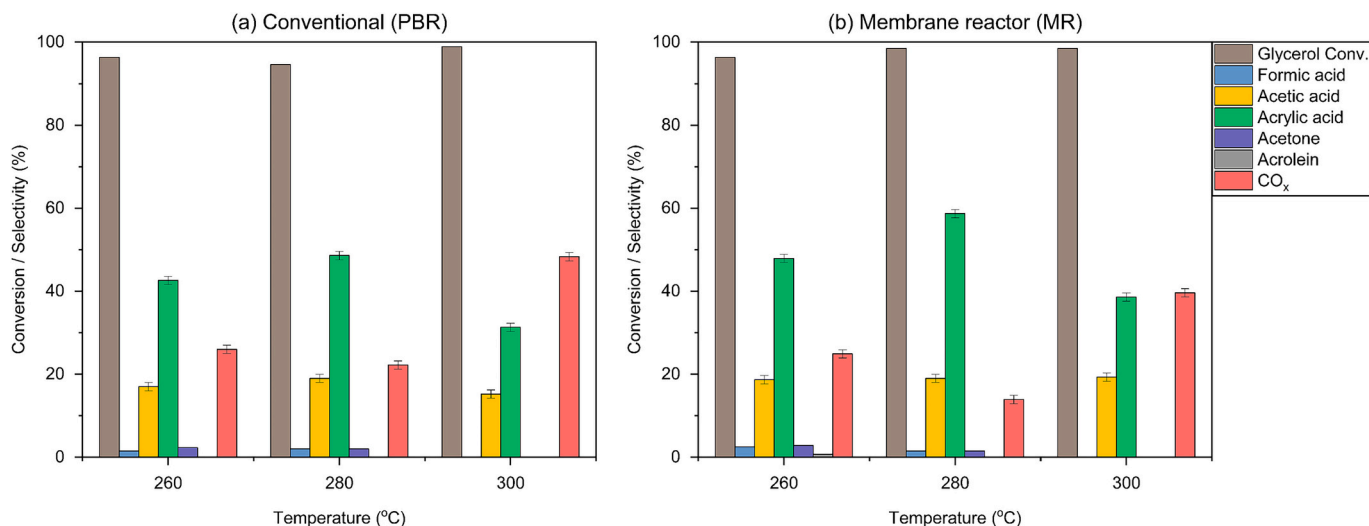 (a) Conventional (PBR)
Conversion / Selectivity (%)
100
80
60
40
20
0
260
280
300
Temperature (°C)
(b) Membrane reactor (MR)
Conversion / Selectivity (%)
100
80
60
40
20
0
260
280
300
Temperature (°C)
Glycerol Conv.
Formic acid
Acetic acid
Acrylic acid
Acetone
Acrolein
COx